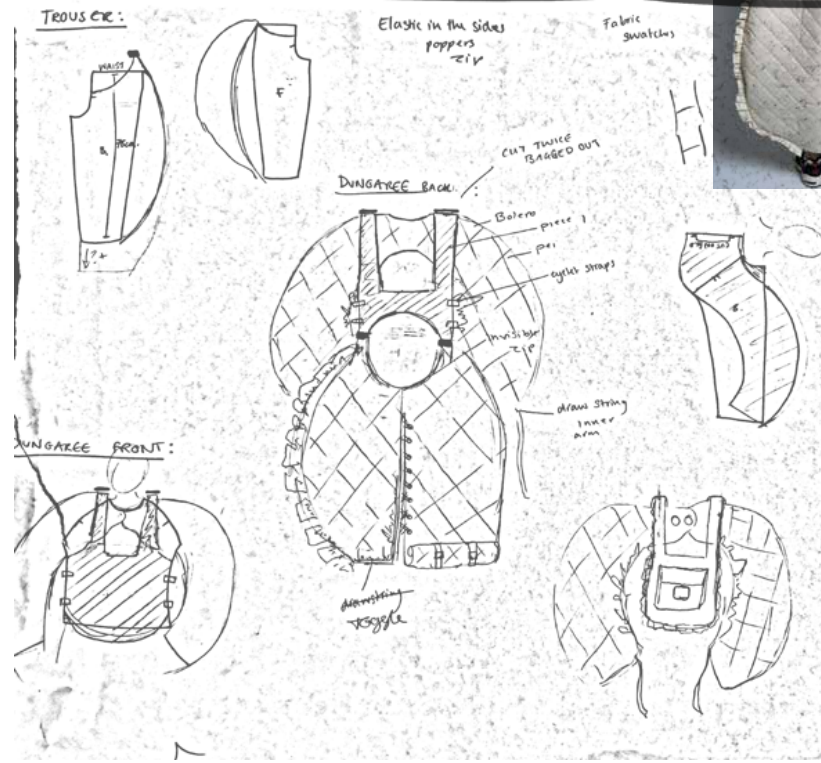 TROUSER:
Elastic in the sides
poppers
zip
Fabric
swatches
WAIST
F
CUT TWICE
BAGGED OUT
DUNGAREE BACK:
Bolero
piece 1
eyelet straps
invisible
zip
draw string
inner
arm
DUNGAREE FRONT:
drawstring
TOGGLE